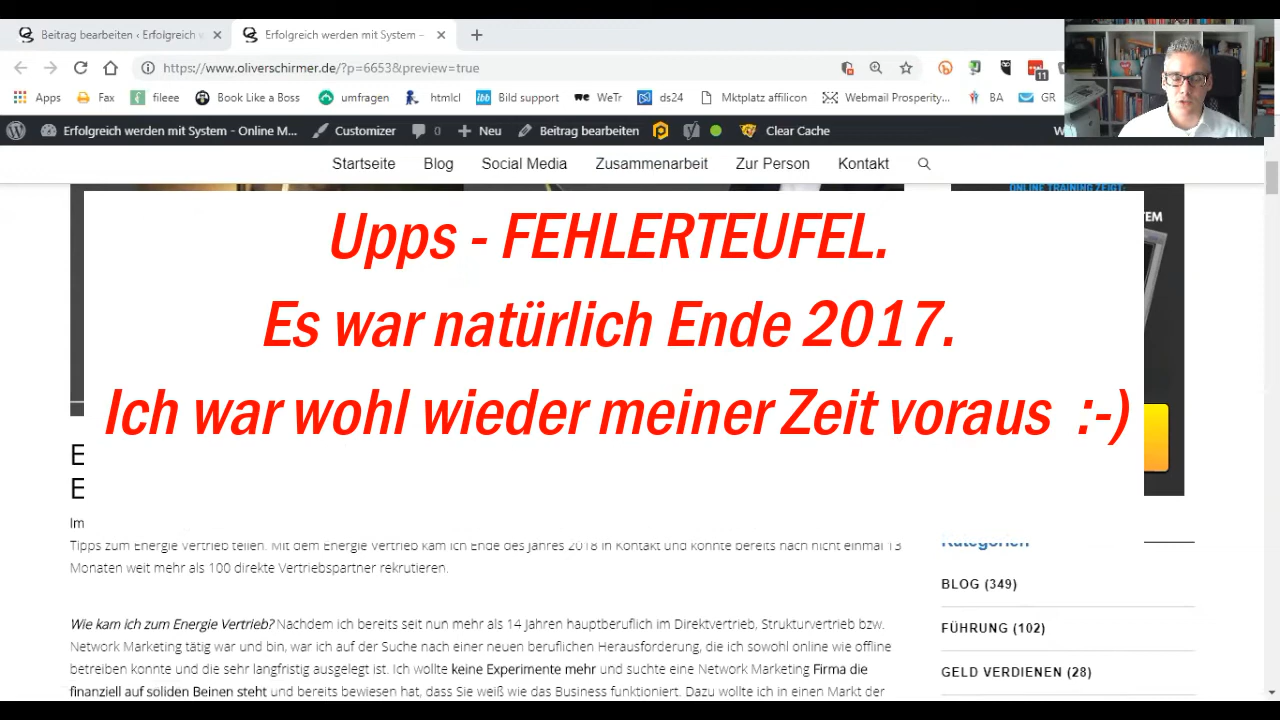 Beitrag bearbeiten ‹ Erfolgreich w
Erfolgreich werden mit System –
https://www.oliverschirmer.de/?p=6653&preview=true
11
Apps
Fax
fileee
Book Like a Boss
umfragen
htmlcl
ibb Bild support
WeTr
ds24
Mktplatz affilicon
Webmail Prosperity...
BA
GR
Erfolgreich werden mit System - Online M...
Customizer
0
Neu
Beitrag bearbeiten
Clear Cache
W
Startseite
Blog
Social Media
Zusammenarbeit
Zur Person
Kontakt
ONLINE TRAINING ZEIGT:
Upps - FEHLERTEUFEL.
Es war natürlich Ende 2017.
Ich war wohl wieder meiner Zeit voraus :-)
Im
Tipps zum Energie Vertrieb teilen. Mit dem Energie Vertrieb kam ich Ende des Jahres 2018 in Kontakt und konnte bereits nach nicht einmal 13
Monaten weit mehr als 100 direkte Vertriebspartner rekrutieren.
Wie kam ich zum Energie Vertrieb? Nachdem ich bereits seit nun mehr als 14 Jahren hauptberuflich im Direktvertrieb, Strukturvertrieb bzw.
Network Marketing tätig war und bin, war ich auf der Suche nach einer neuen beruflichen Herausforderung, die ich sowohl online wie offline
betreiben konnte und die sehr langfristig ausgelegt ist. Ich wollte keine Experimente mehr und suchte eine Network Marketing Firma die
finanziell auf soliden Beinen steht und bereits bewiesen hat, dass Sie weiß wie das Business funktioniert. Dazu wollte ich in einen Markt der
Kategorien
BLOG (349)
FÜHRUNG (102)
GELD VERDIENEN (28)